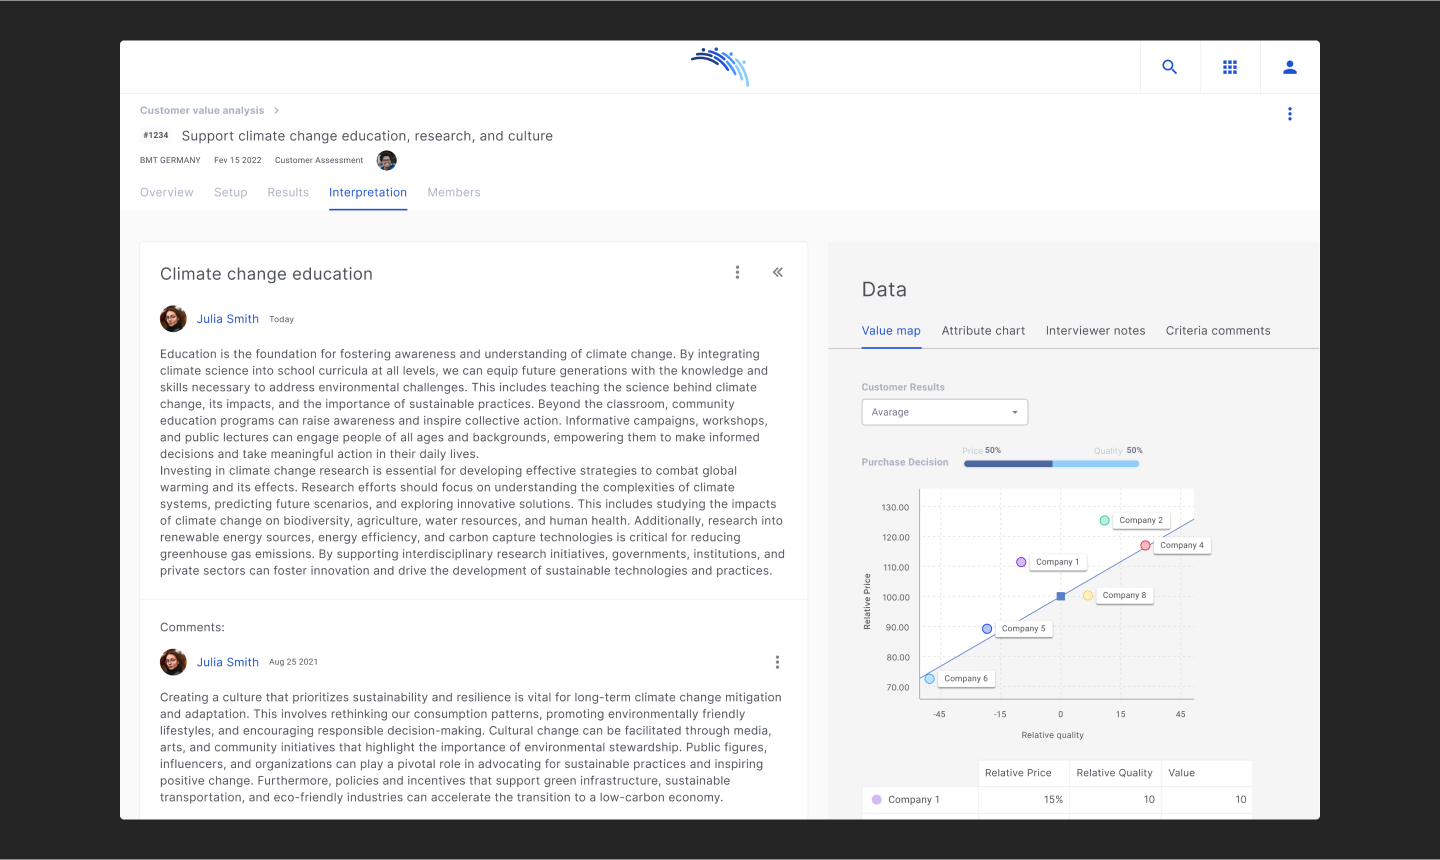 Customer value analysis
#1234 Support climate change education, research, and culture
BMT GERMANY Fev 15 2022 Customer Assessment
Overview Setup Results Interpretation Members
Climate change education
Julia Smith Today
Education is the foundation for fostering awareness and understanding of climate change. By integrating
climate science into school curricula at all levels, we can equip future generations with the knowledge and
skills necessary to address environmental challenges. This includes teaching the science behind climate
change, its impacts, and the importance of sustainable practices. Beyond the classroom, community
education programs can raise awareness and inspire collective action. Informative campaigns, workshops,
and public lectures can engage people of all ages and backgrounds, empowering them to make informed
decisions and take meaningful action in their daily lives.
Investing in climate change research is essential for developing effective strategies to combat global
warming and its effects. Research efforts should focus on understanding the complexities of climate
systems, predicting future scenarios, and exploring innovative solutions. This includes studying the impacts
of climate change on biodiversity, agriculture, water resources, and human health. Additionally, research into
renewable energy sources, energy efficiency, and carbon capture technologies is critical for reducing
greenhouse gas emissions. By supporting interdisciplinary research initiatives, governments, institutions, and
private sectors can foster innovation and drive the development of sustainable technologies and practices.
Comments:
Julia Smith Aug 25 2021
Creating a culture that prioritizes sustainability and resilience is vital for long-term climate change mitigation
and adaptation. This involves rethinking our consumption patterns, promoting environmentally friendly
lifestyles, and encouraging responsible decision-making. Cultural change can be facilitated through media,
arts, and community initiatives that highlight the importance of environmental stewardship. Public figures,
influencers, and organizations can play a pivotal role in advocating for sustainable practices and inspiring
positive change. Furthermore, policies and incentives that support green infrastructure, sustainable
transportation, and eco-friendly industries can accelerate the transition to a low-carbon economy.
Data
Value map Attribute chart Interviewer notes Criteria comments
Customer Results
Avarage
Price 50% Quality 50%
Purchase Decision
Relative Price
130.00
120.00
110.00
100.00
90.00
80.00
70.00
Company 2
Company 4
Company 1
Company 8
Company 5
Company 6
-45 -15 0 15 45
Relative quality
Relative Price Relative Quality Value
Company 1 15% 10 10